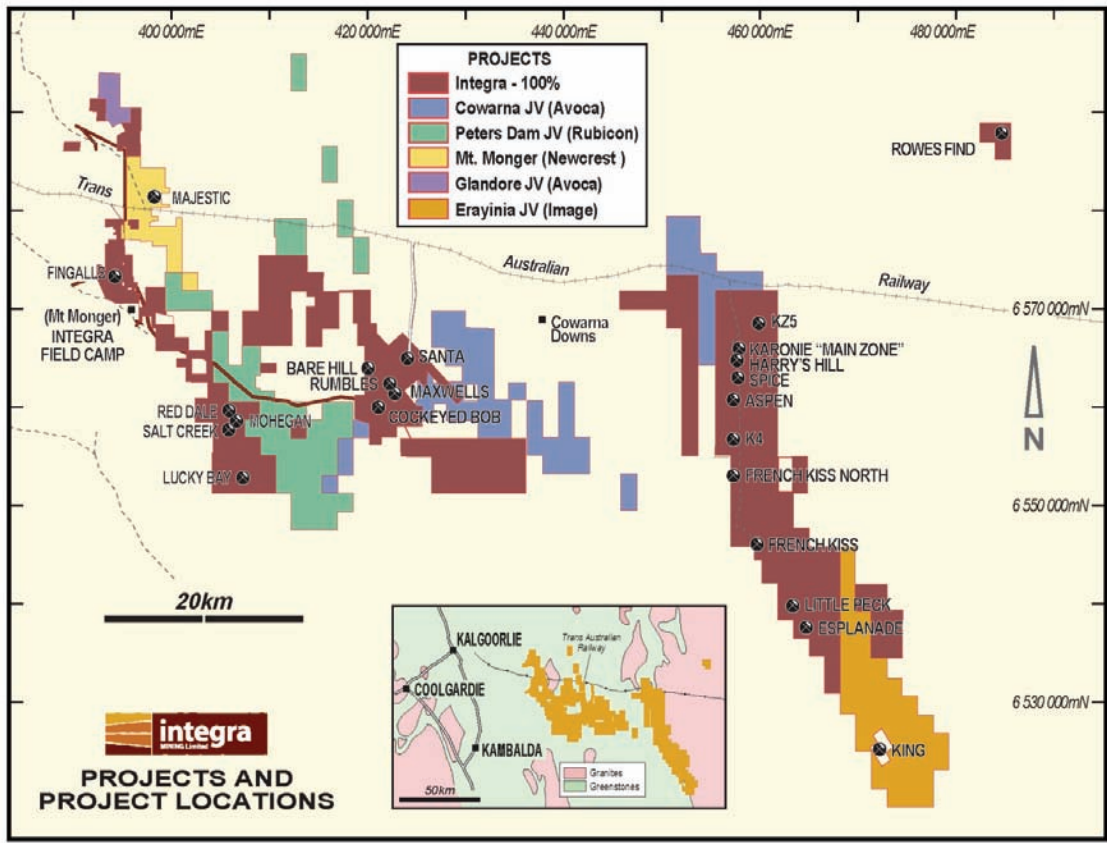 400 000mE
420 000mE
460 000mE
480 000mE
PROJECTS
Integra - 100%
Cowarna JV (Avoca)
Peters Dam JV (Rubicon)
Mt. Monger (Newcrest )
Glandore JV (Avoca)
Erayinia JV (Image)
ROWES FIND
Trans
MAJESTIC
Australian
Railway
FINGALLS
(Mt Monger)
INTEGRA
FIELD CAMP
6 570 000mN
Cowarna
Downs
KZ5
SANTA
KARONIE "MAIN ZONE"
HARRY'S HILL
BARE HILL
RUMBLES
SPICE
MAXWELLS
ASPEN
RED DALE
MOHEGAN
COCKEYED BOB
SALT CREEK
K4
N
LUCKY BAY
FRENCH KISS NORTH
6 550 000mN
FRENCH KISS
20km
LITTLE PECK
ESPLANADE
KALGOORLIE
Trans Australian
Railway
COOLGARDIE
KAMBALDA
6 530 000mN
KING
Granites
Greenstones
50km
integra
MINING Limited
PROJECTS AND
PROJECT LOCATIONS